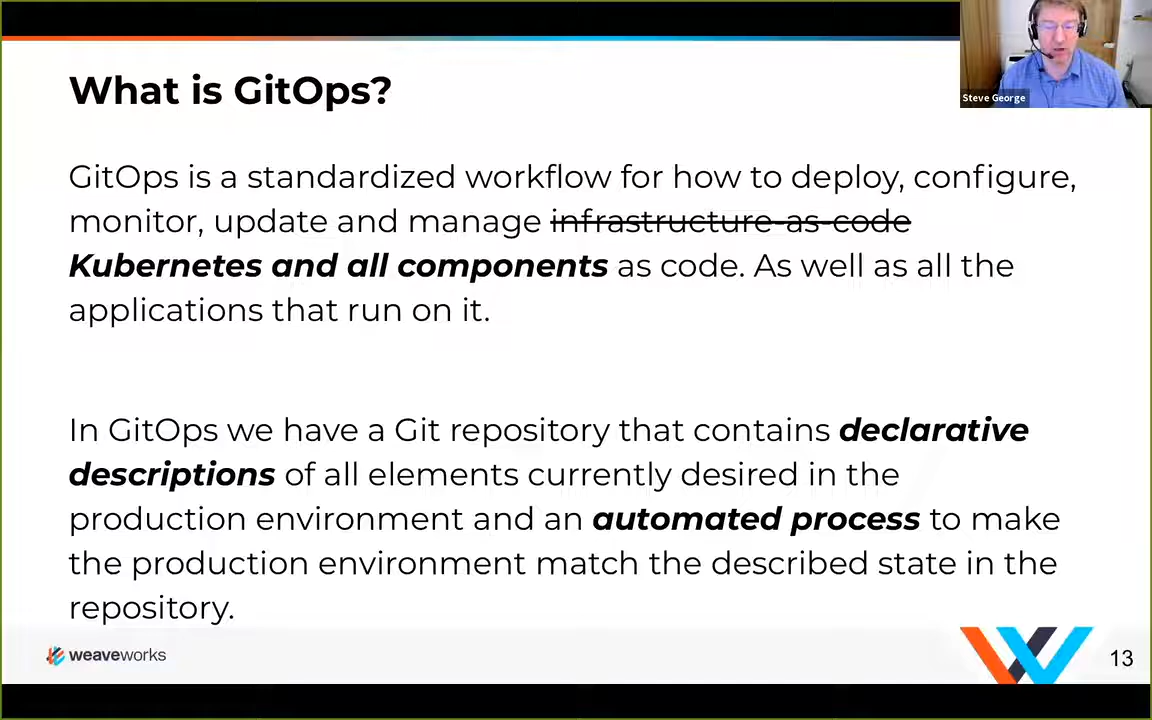 What is GitOps?
Steve George
GitOps is a standardized workflow for how to deploy, configure,
monitor, update and manage infrastructure-as-code
Kubernetes and all components as code. As well as all the
applications that run on it.
In GitOps we have a Git repository that contains declarative
descriptions of all elements currently desired in the
production environment and an automated process to make
the production environment match the described state in the
repository.
weaveworks
13